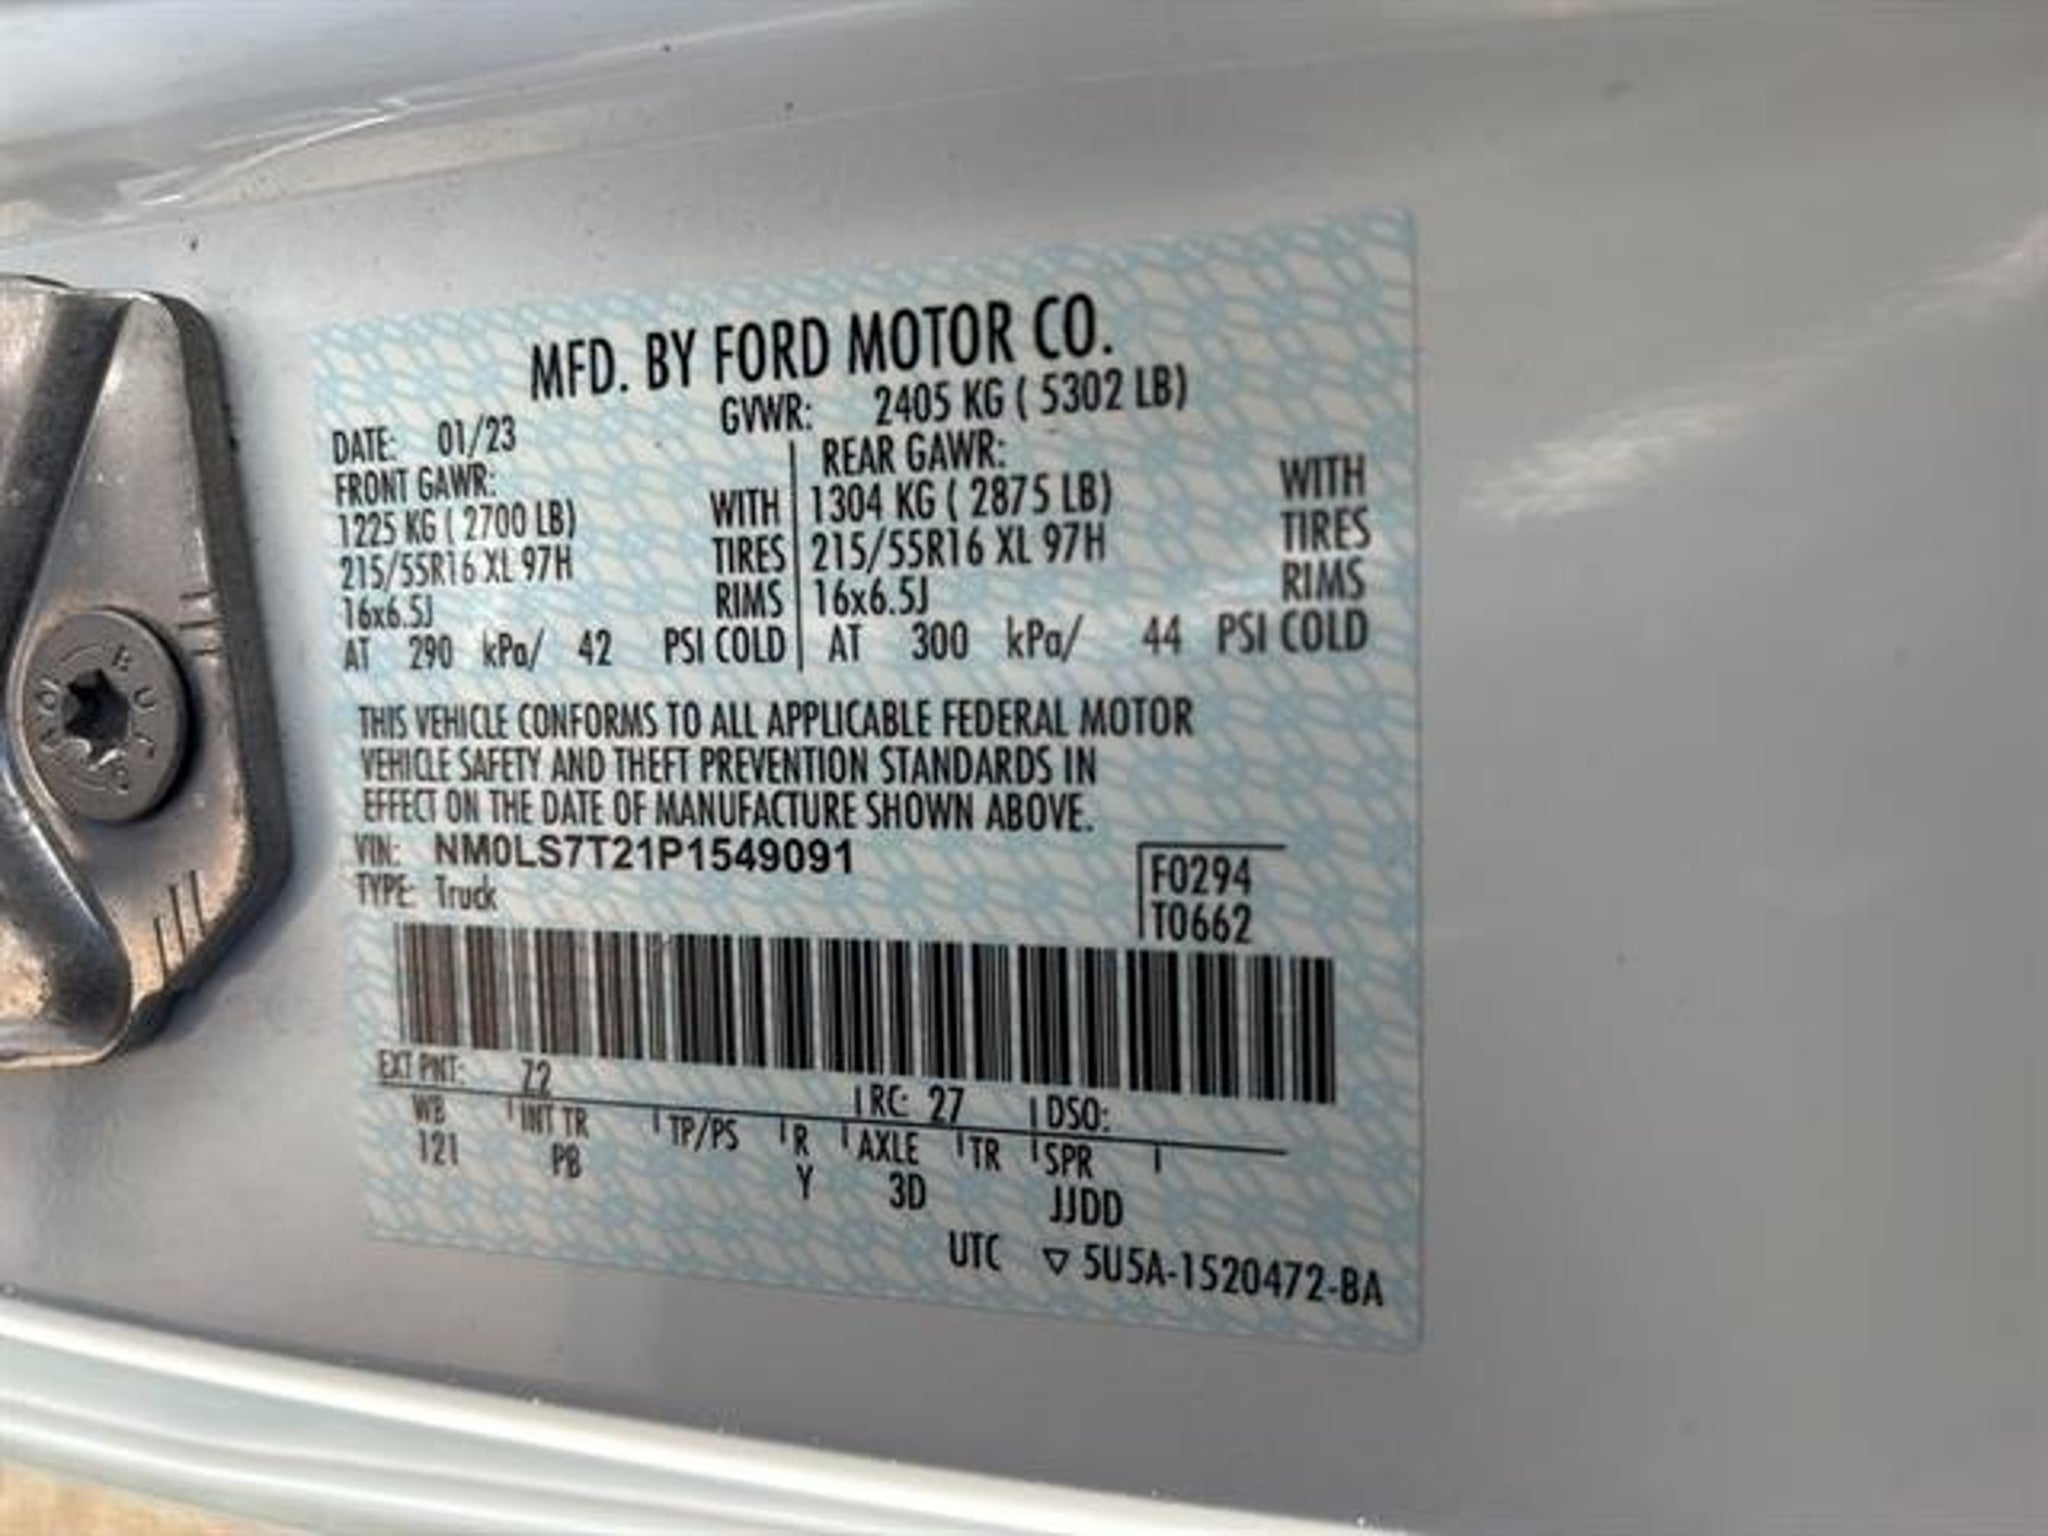 MFD. BY FORD MOTOR CO.
DATE: 01/23 GVWR: 2405 KG ( 5302 LB)
FRONT GAWR: REAR GAWR:
1225 KG ( 2700 LB) WITH 1304 KG ( 2875 LB) WITH
215/55R16 XL 97H TIRES 215/55R16 XL 97H TIRES
16x6.5J RIMS 16x6.5J RIMS
AT 290 kPa/ 42 PSI COLD AT 300 kPa/ 44 PSI COLD
THIS VEHICLE CONFORMS TO ALL APPLICABLE FEDERAL MOTOR
VEHICLE SAFETY AND THEFT PREVENTION STANDARDS IN
EFFECT ON THE DATE OF MANUFACTURE SHOWN ABOVE.
VIN: NM0LS7T21P1549091
TYPE: Truck
F0294
T0662
EXT PNT: 7Z RC: 27 DSO:
WB INT TR TP/PS R AXLE TR SPR
121 PB Y 3D JJDD
UTC ▽ 5U5A-1520472-BA